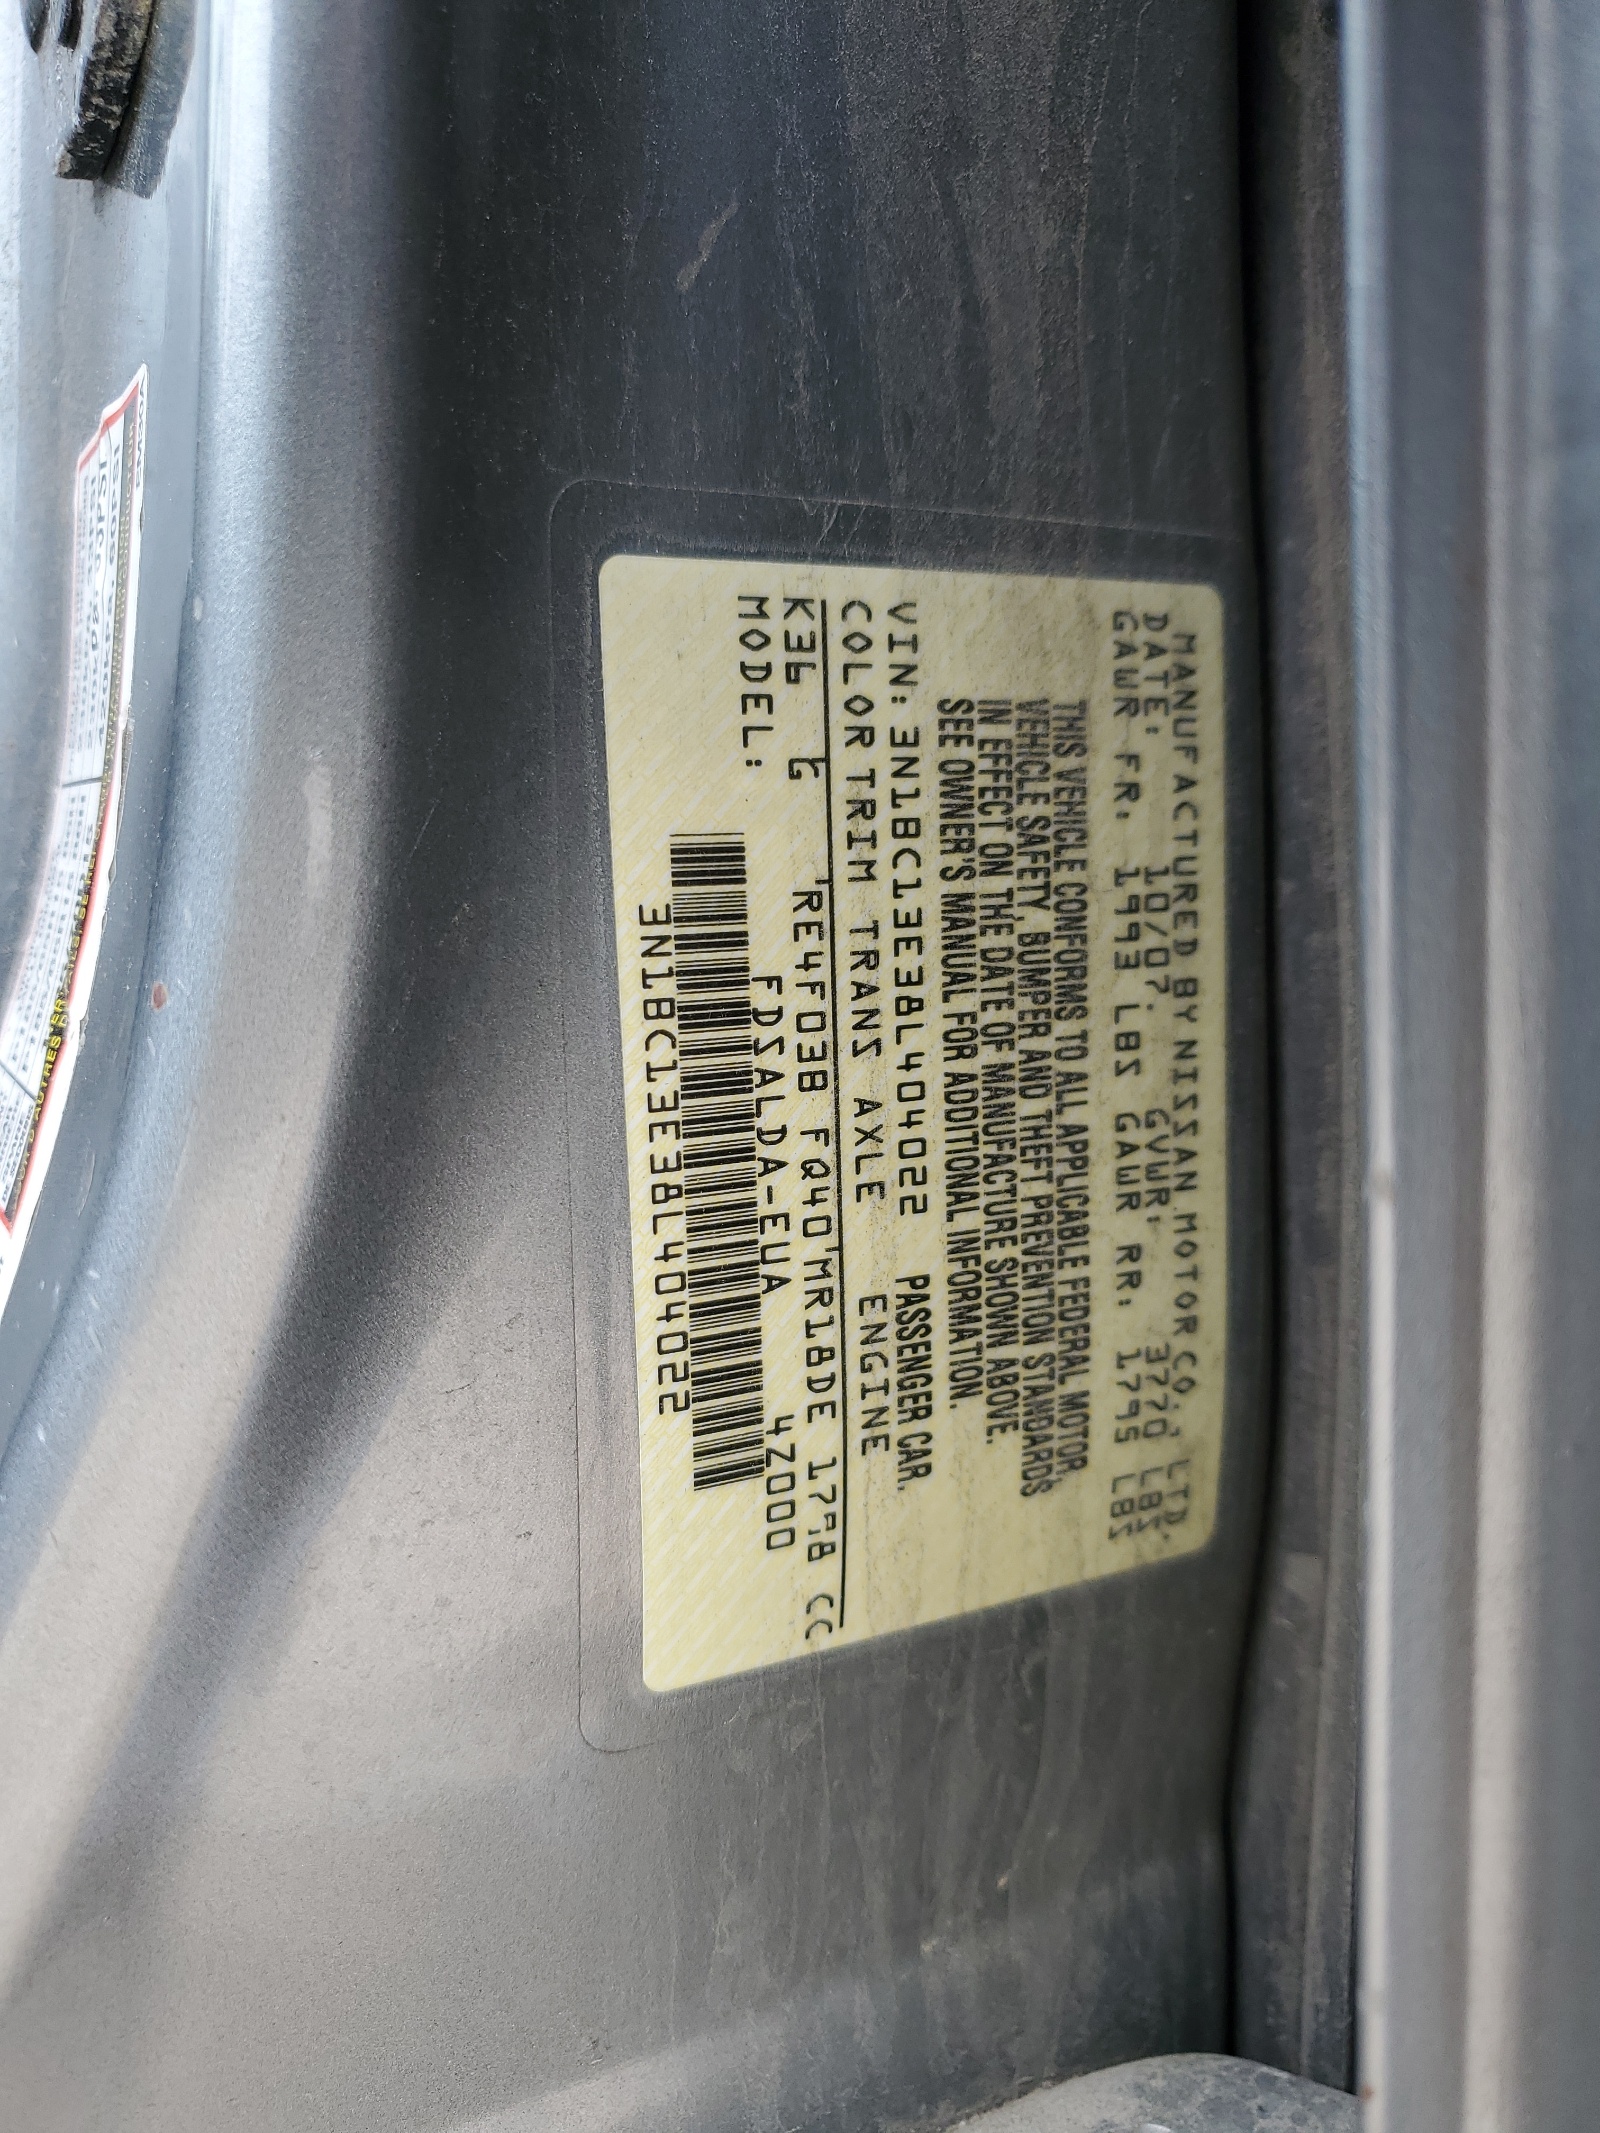 MANUFACTURED BY NISSAN MOTOR CO., LTD.
DATE: 10/07. GVWR: 3720 LBS.
GAWR FR. 1993 LBS GAWR RR: 1795 LBS
THIS VEHICLE CONFORMS TO ALL APPLICABLE FEDERAL MOTOR
VEHICLE SAFETY, BUMPER AND THEFT PREVENTION STANDARDS
IN EFFECT ON THE DATE OF MANUFACTURE SHOWN ABOVE.
SEE OWNER'S MANUAL FOR ADDITIONAL INFORMATION.
VIN: 3N1BC13E38L404022 PASSENGER CAR.
COLOR TRIM TRANS AXLE ENGINE
K36 G 'RE4F03B FQ40'MR18DE 1798 CC
MODEL: FDSALDA-EUA 4Z000
3N1BC13E38L404022